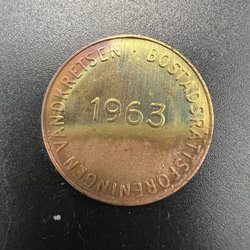 BOSTADSRÄTTSFÖRENINGEN VANDKRETSEN ·
1963